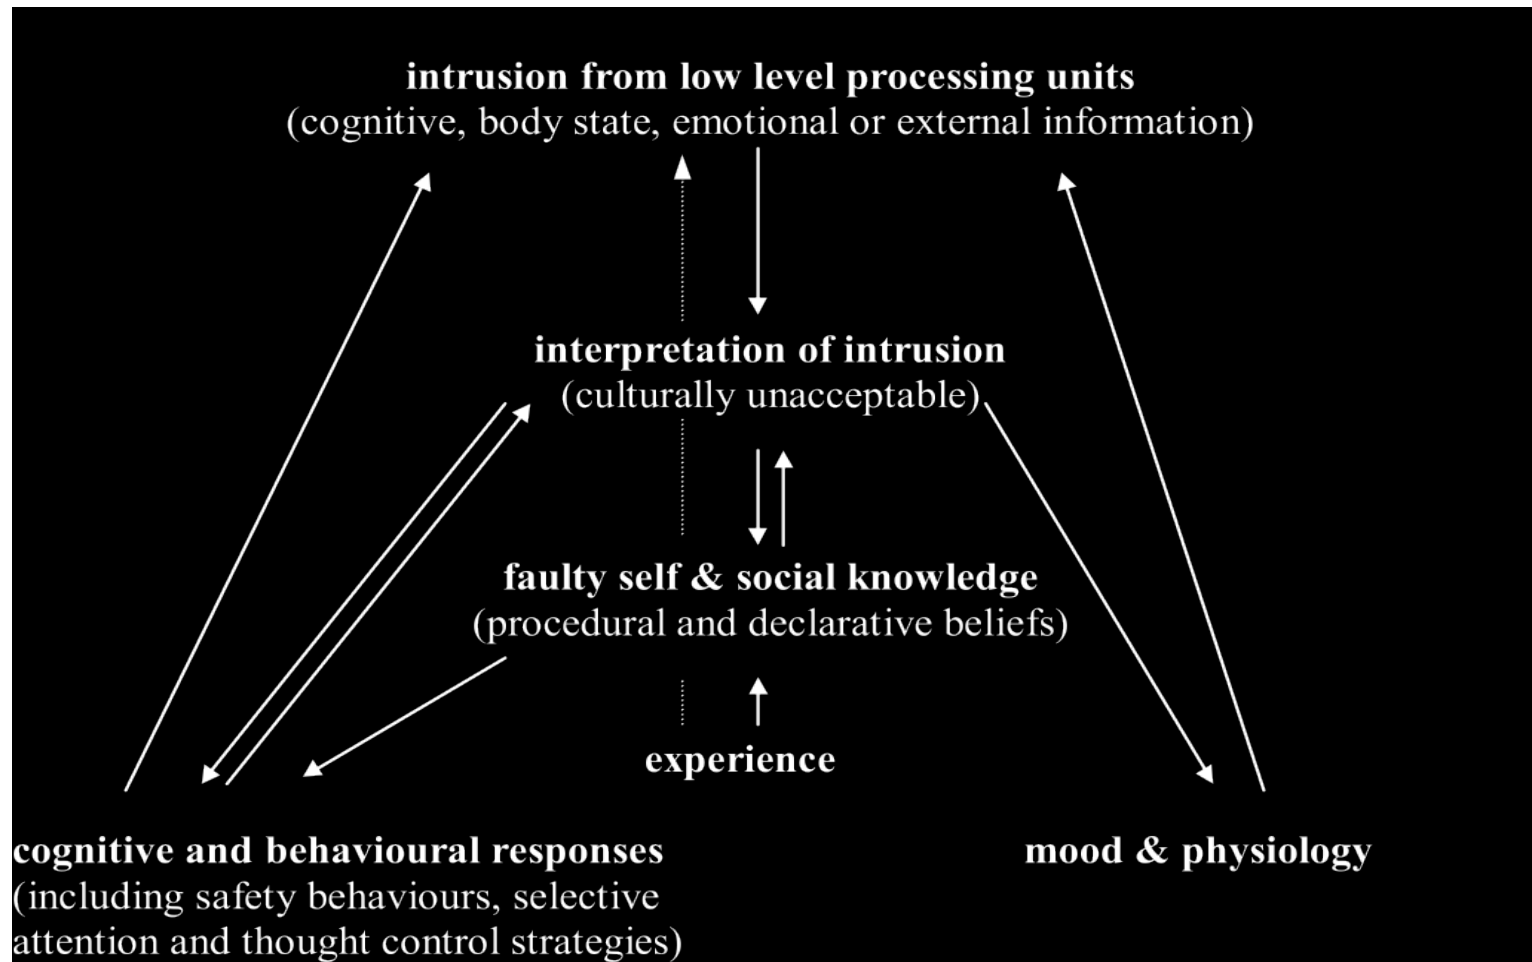 intrusion from low level processing units
(cognitive, body state, emotional or external information)
interpretation of intrusion
(culturally unacceptable)
faulty self & social knowledge
(procedural and declarative beliefs)
experience
cognitive and behavioural responses
(including safety behaviours, selective
attention and thought control strategies)
mood & physiology